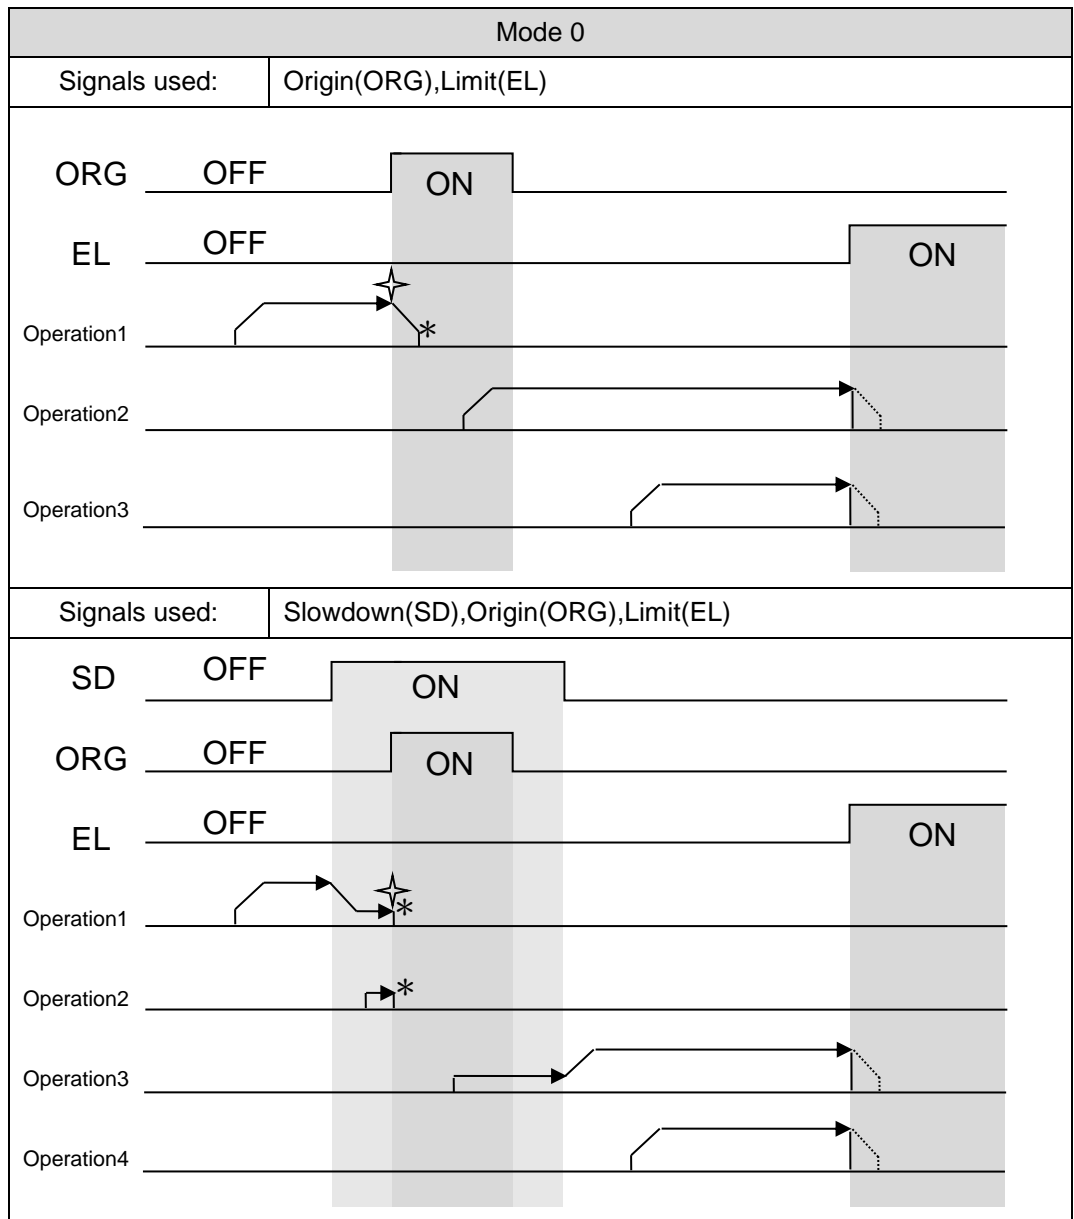 Mode 0
Signals used: Origin(ORG),Limit(EL)
ORG OFF ON
EL OFF ON
Operation1 *
Operation2
Operation3
Signals used: Slowdown(SD),Origin(ORG),Limit(EL)
SD OFF ON
ORG OFF ON
EL OFF ON
Operation1 *
Operation2 *
Operation3
Operation4